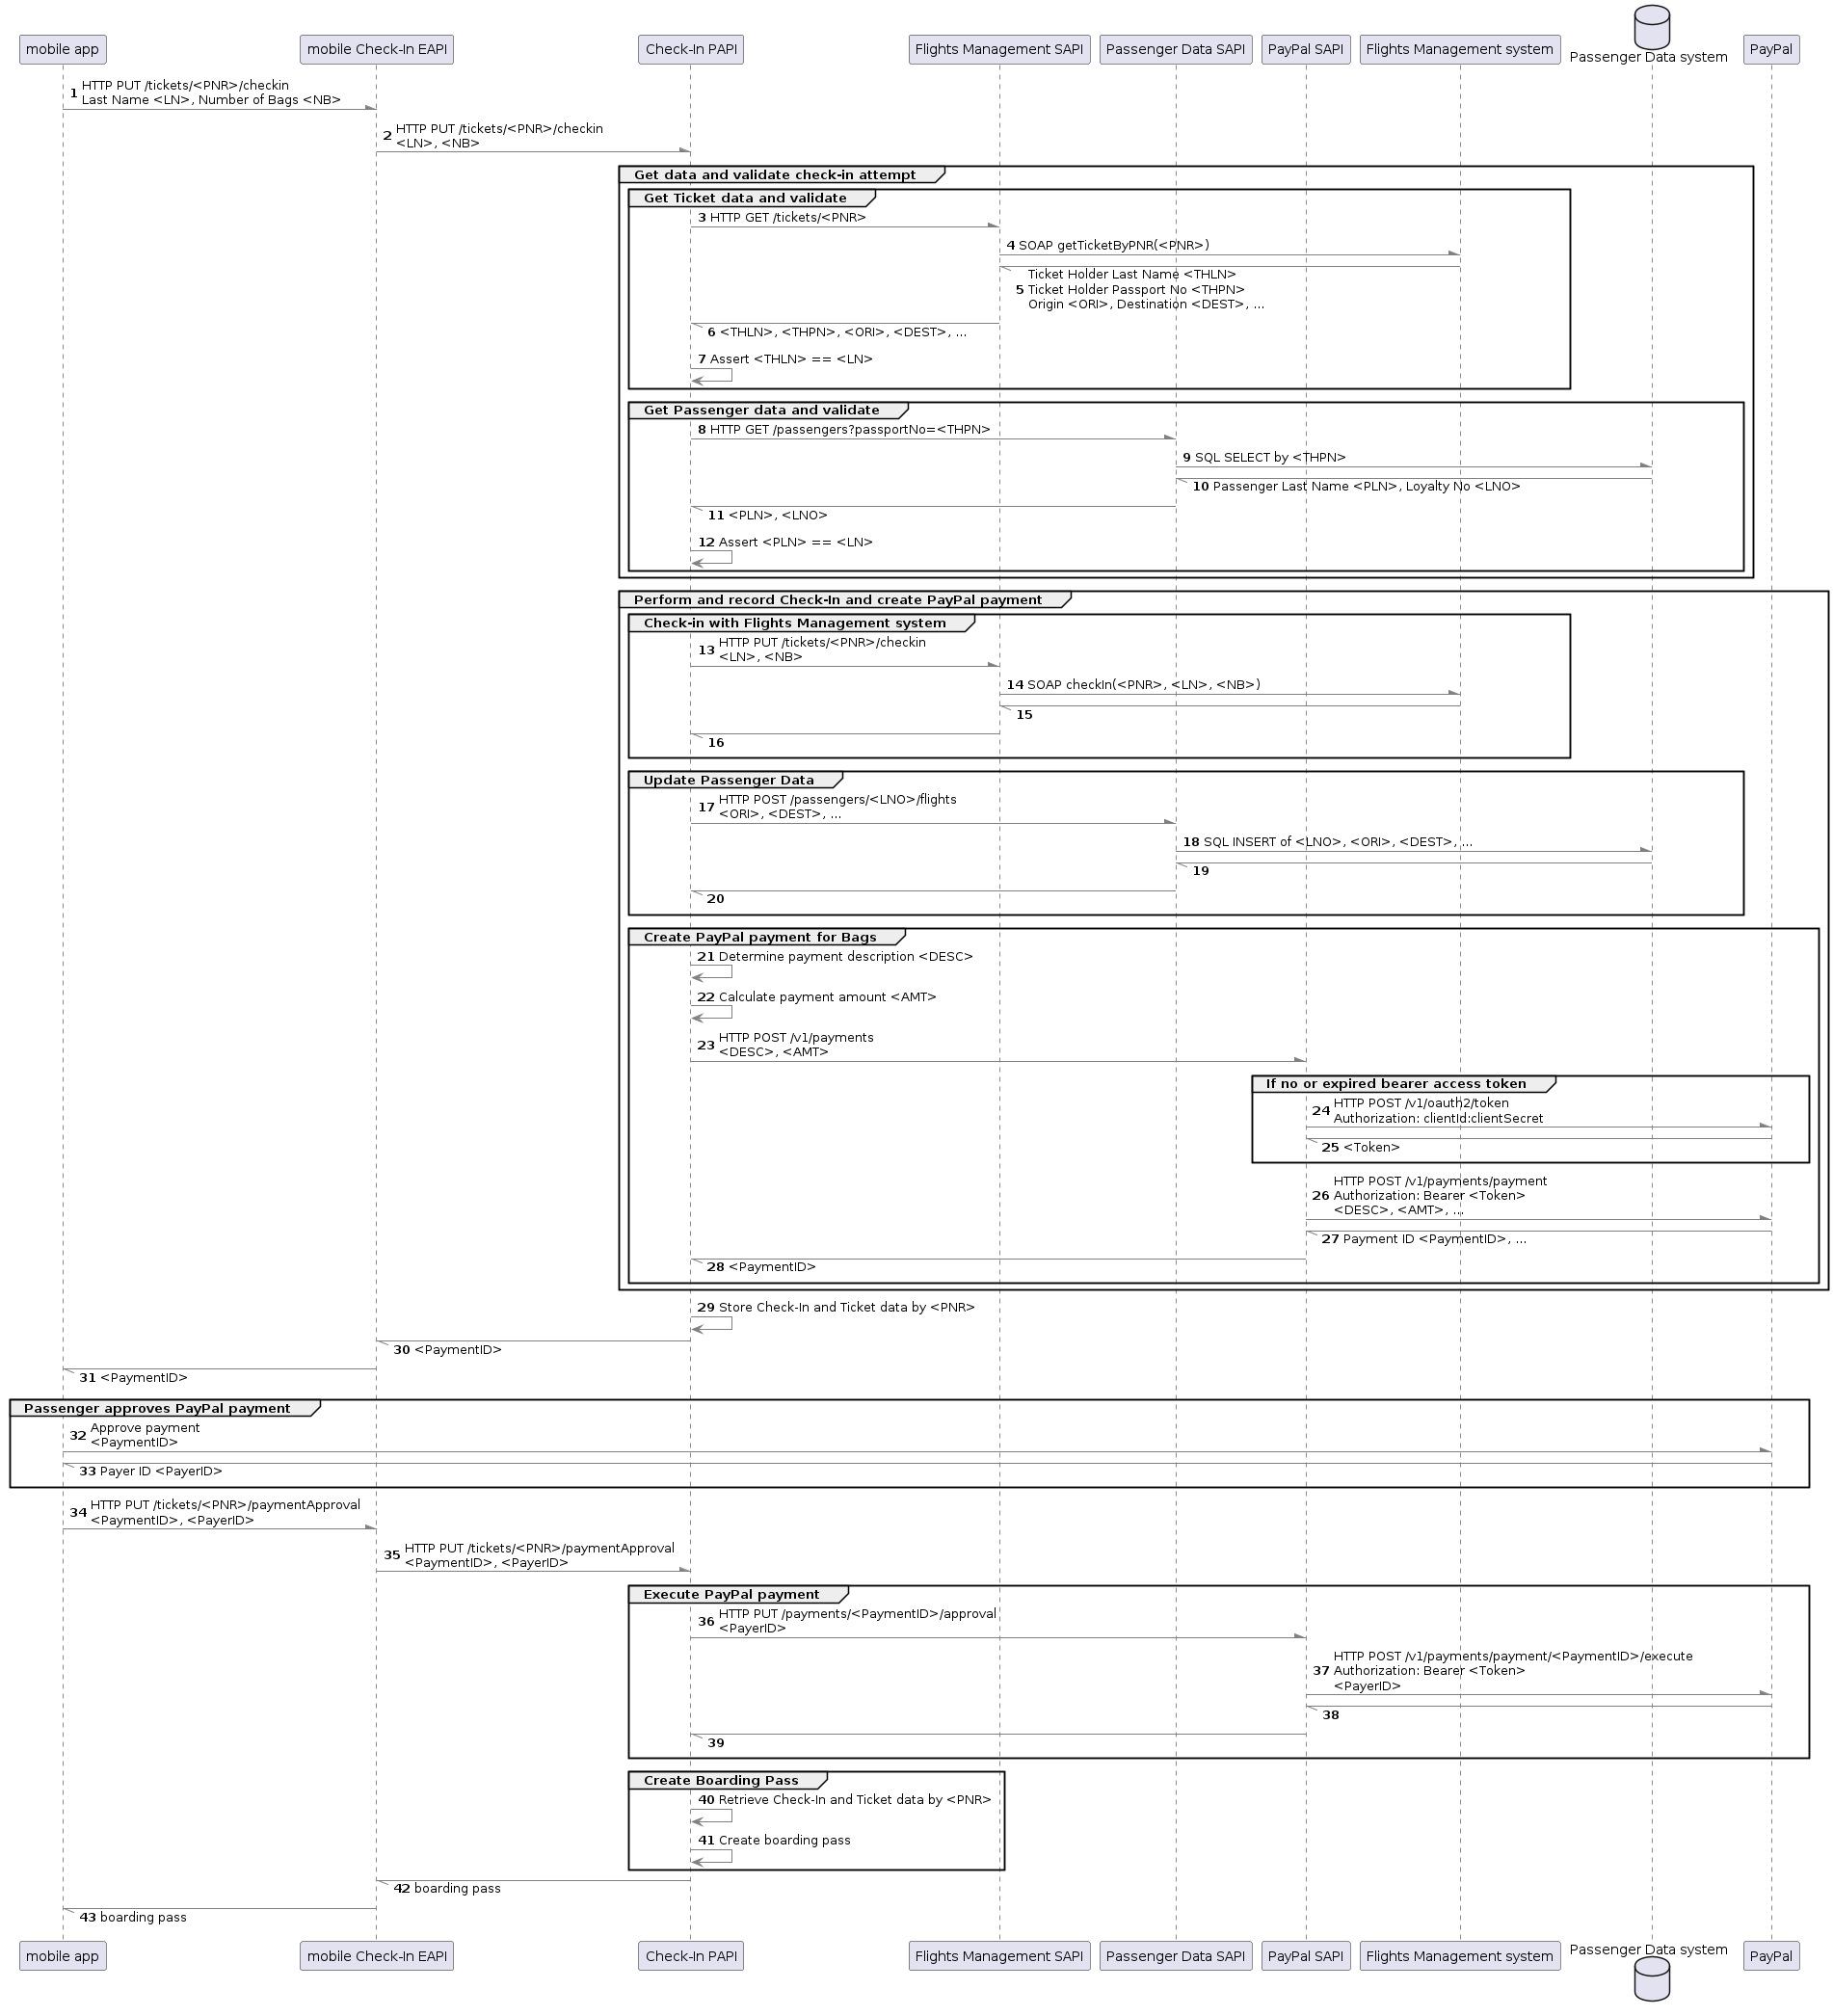 mobile app
mobile Check-In EAPI
Check-In PAPI
Flights Management SAPI
Passenger Data SAPI
PayPal SAPI
Flights Management system
Passenger Data system
PayPal
1 HTTP PUT /tickets/<PNR>/checkin
Last Name <LN>, Number of Bags <NB>
2 HTTP PUT /tickets/<PNR>/checkin
<LN>, <NB>
Get data and validate check-in attempt
Get Ticket data and validate
3 HTTP GET /tickets/<PNR>
4 SOAP getTicketByPNR(<PNR>)
Ticket Holder Last Name <THLN>
5 Ticket Holder Passport No <THPN>
Origin <ORI>, Destination <DEST>, ...
6 <THLN>, <THPN>, <ORI>, <DEST>, ...
7 Assert <THLN> == <LN>
Get Passenger data and validate
8 HTTP GET /passengers?passportNo=<THPN>
9 SQL SELECT by <THPN>
10 Passenger Last Name <PLN>, Loyalty No <LNO>
11 <PLN>, <LNO>
12 Assert <PLN> == <LN>
Perform and record Check-In and create PayPal payment
Check-in with Flights Management system
13 HTTP PUT /tickets/<PNR>/checkin
<LN>, <NB>
14 SOAP checkIn(<PNR>, <LN>, <NB>)
15
16
Update Passenger Data
17 HTTP POST /passengers/<LNO>/flights
<ORI>, <DEST>, ...
18 SQL INSERT of <LNO>, <ORI>, <DEST>, ...
19
20
Create PayPal payment for Bags
21 Determine payment description <DESC>
22 Calculate payment amount <AMT>
23 HTTP POST /v1/payments
<DESC>, <AMT>
If no or expired bearer access token
24 HTTP POST /v1/oauth2/token
Authorization: clientId:clientSecret
25 <Token>
HTTP POST /v1/payments/payment
26 Authorization: Bearer <Token>
<DESC>, <AMT>, ...
27 Payment ID <PaymentID>, ...
28 <PaymentID>
29 Store Check-In and Ticket data by <PNR>
30 <PaymentID>
31 <PaymentID>
Passenger approves PayPal payment
32 Approve payment
<PaymentID>
33 Payer ID <PayerID>
34 HTTP PUT /tickets/<PNR>/paymentApproval
<PaymentID>, <PayerID>
35 HTTP PUT /tickets/<PNR>/paymentApproval
<PaymentID>, <PayerID>
Execute PayPal payment
36 HTTP PUT /payments/<PaymentID>/approval
<PayerID>
HTTP POST /v1/payments/payment/<PaymentID>/execute
37 Authorization: Bearer <Token>
<PayerID>
38
39
Create Boarding Pass
40 Retrieve Check-In and Ticket data by <PNR>
41 Create boarding pass
42 boarding pass
43 boarding pass
mobile app
mobile Check-In EAPI
Check-In PAPI
Flights Management SAPI
Passenger Data SAPI
PayPal SAPI
Flights Management system
Passenger Data system
PayPal